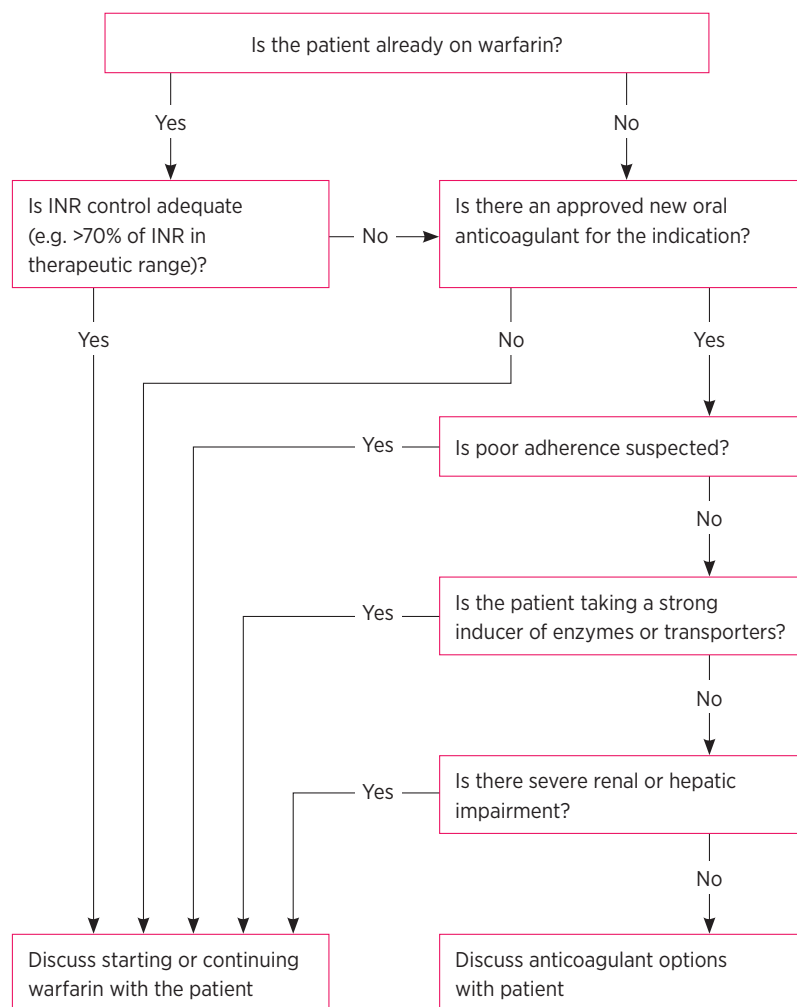 Is the patient already on warfarin?
Yes
No
Is INR control adequate
(e.g. >70% of INR in
therapeutic range)?
No
Is there an approved new oral
anticoagulant for the indication?
Yes
No
Yes
Yes
Is poor adherence suspected?
No
Yes
Is the patient taking a strong
inducer of enzymes or transporters?
No
Yes
Is there severe renal or hepatic
impairment?
No
Discuss starting or continuing
warfarin with the patient
Discuss anticoagulant options
with patient